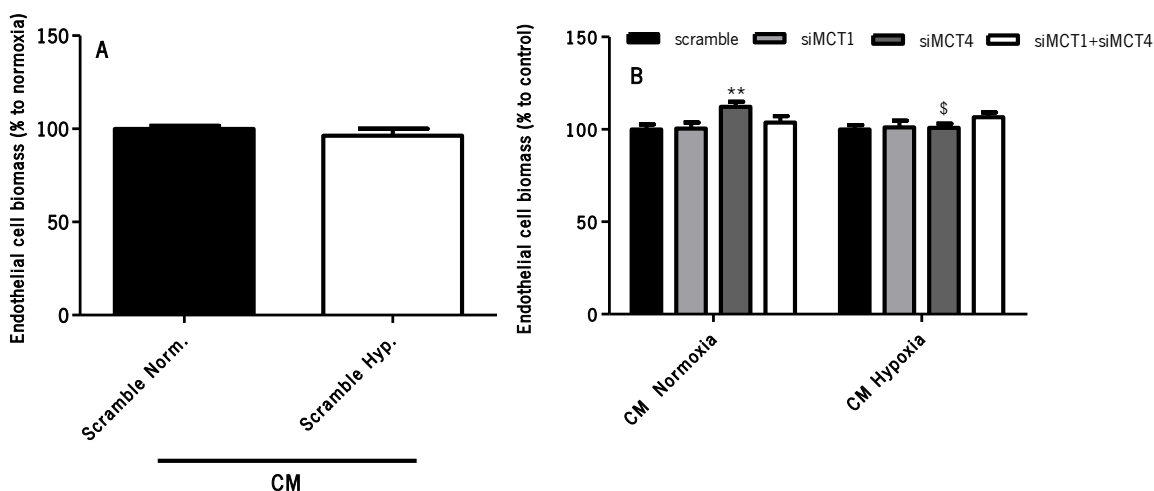 Endothelial cell biomass (% to normoxia)
150
100
50
0
A
Scramble Norm.
Scramble Hyp.
CM
Endothelial cell biomass (% to control)
150
100
50
0
scramble siMCT1 siMCT4 siMCT1+siMCT4
B
**
$
CM Normoxia
CM Hypoxia